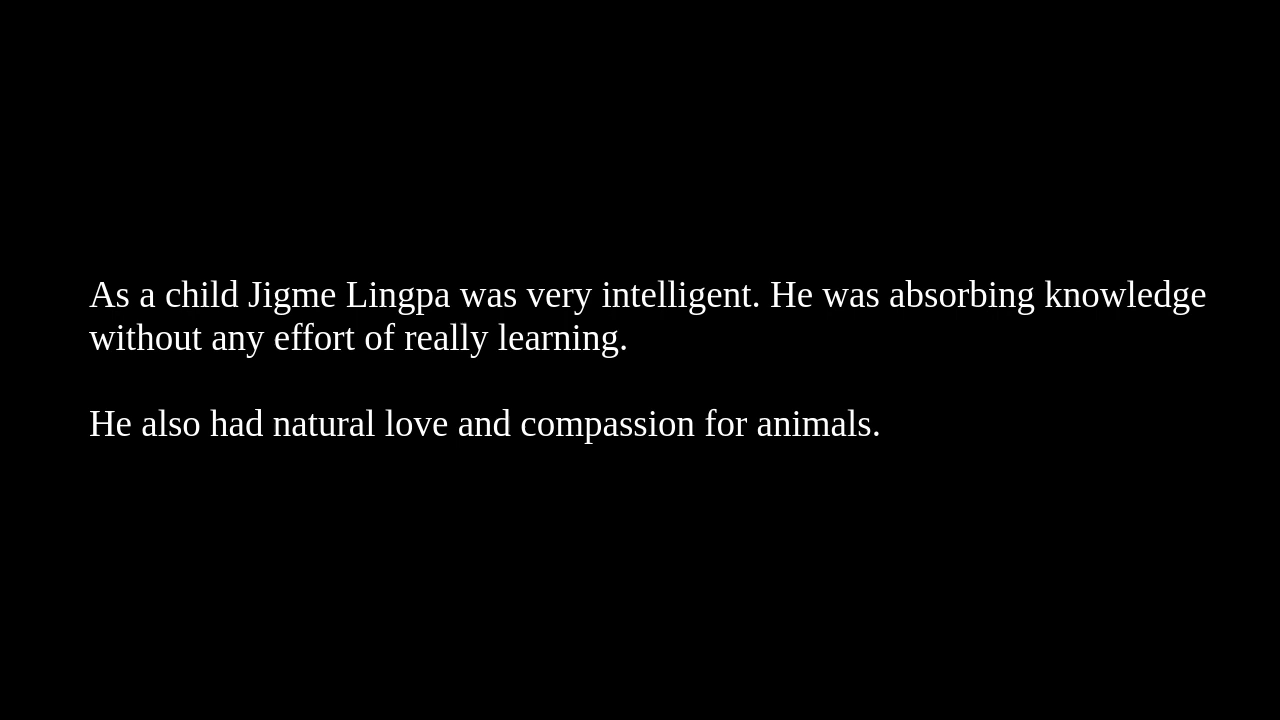 As a child Jigme Lingpa was very intelligent. He was absorbing knowledge
without any effort of really learning.
He also had natural love and compassion for animals.